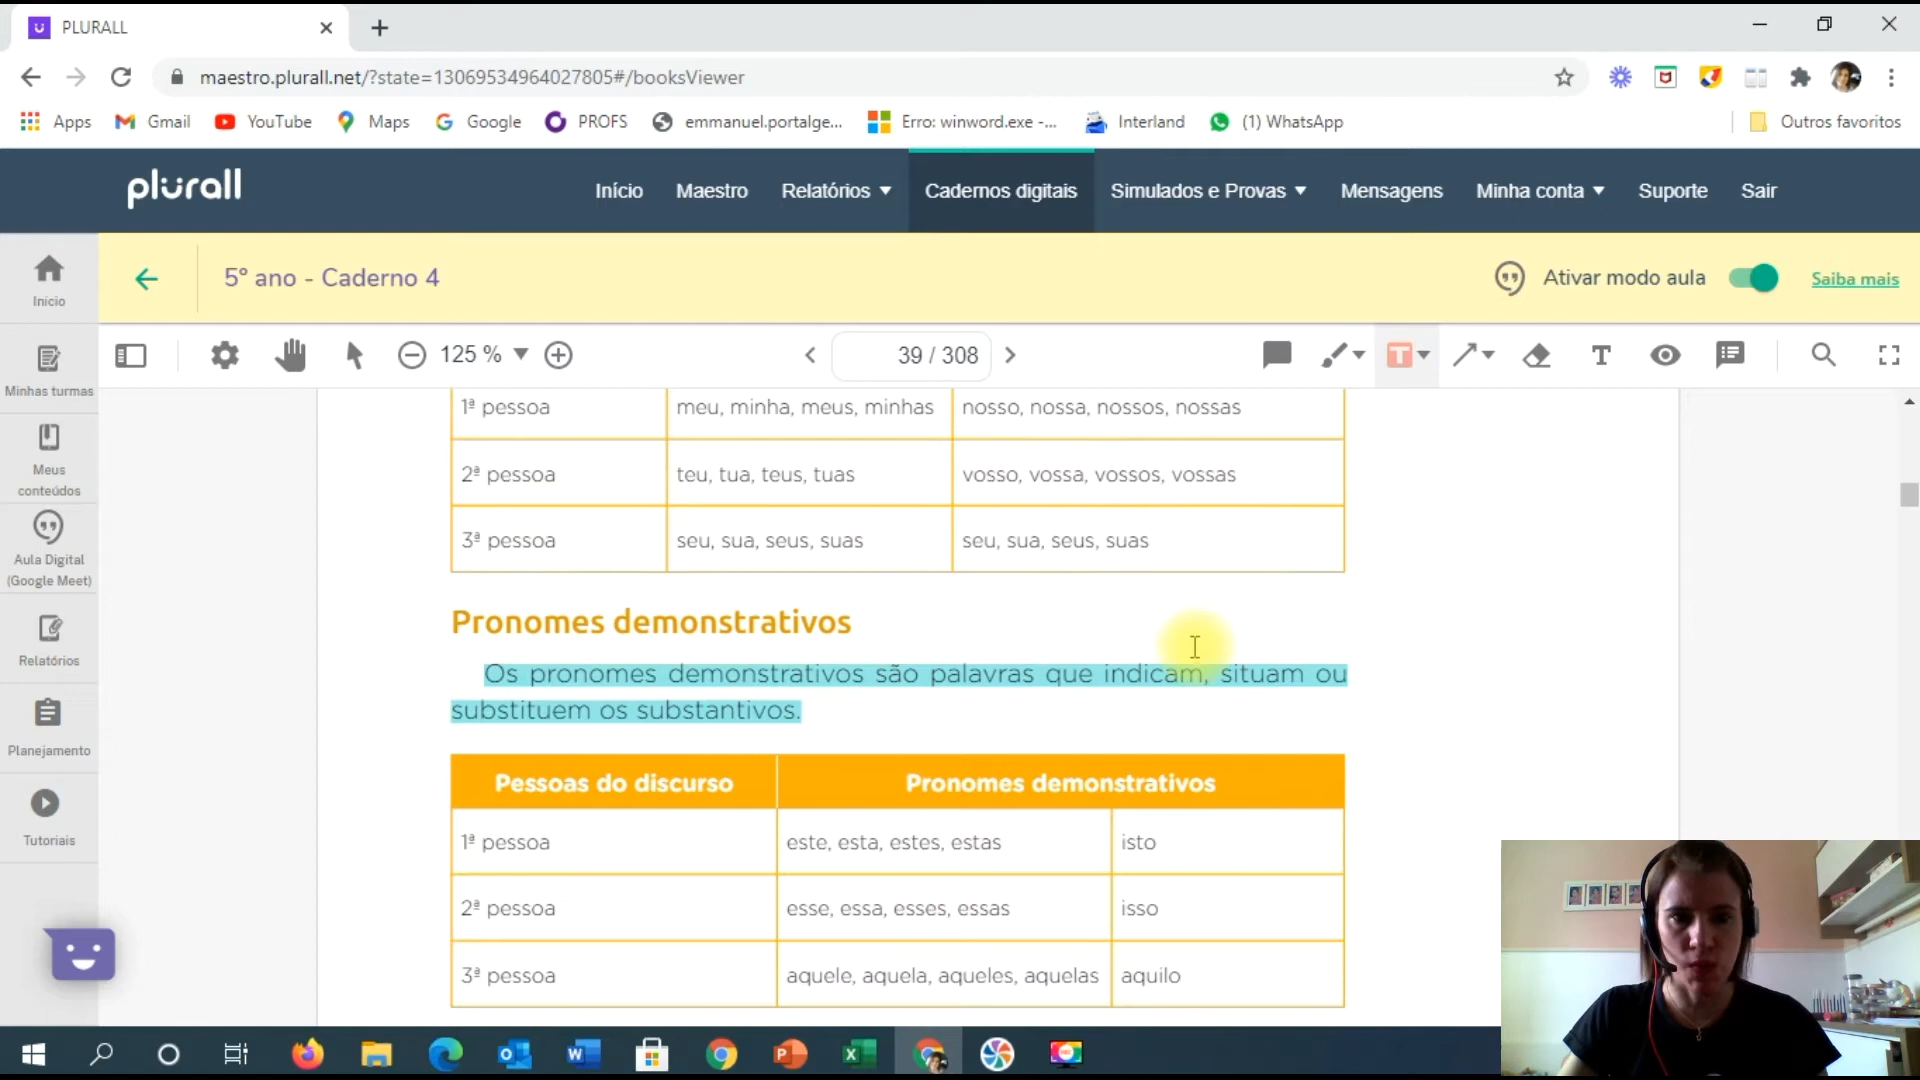 PLURALL
maestro.plurall.net/?state=13069534964027805#/booksViewer
Apps Gmail YouTube Maps Google PROFS emmanuel.portalge... Erro: winword.exe -... Interland (1) WhatsApp Outros favoritos
plurall Início Maestro Relatórios Cadernos digitais Simulados e Provas Mensagens Minha conta Suporte Sair
5º ano - Caderno 4 Ativar modo aula Saiba mais
125 % 39 / 308
Início
Minhas turmas
Meus
conteúdos
Aula Digital
(Google Meet)
Relatórios
Planejamento
Tutoriais
1ª pessoa meu, minha, meus, minhas nosso, nossa, nossos, nossas
2ª pessoa teu, tua, teus, tuas vosso, vossa, vossos, vossas
3ª pessoa seu, sua, seus, suas seu, sua, seus, suas
Pronomes demonstrativos
Os pronomes demonstrativos são palavras que indicam, situam ou
substituem os substantivos.
Pessoas do discurso Pronomes demonstrativos
1ª pessoa este, esta, estes, estas isto
2ª pessoa esse, essa, esses, essas isso
3ª pessoa aquele, aquela, aqueles, aquelas aquilo